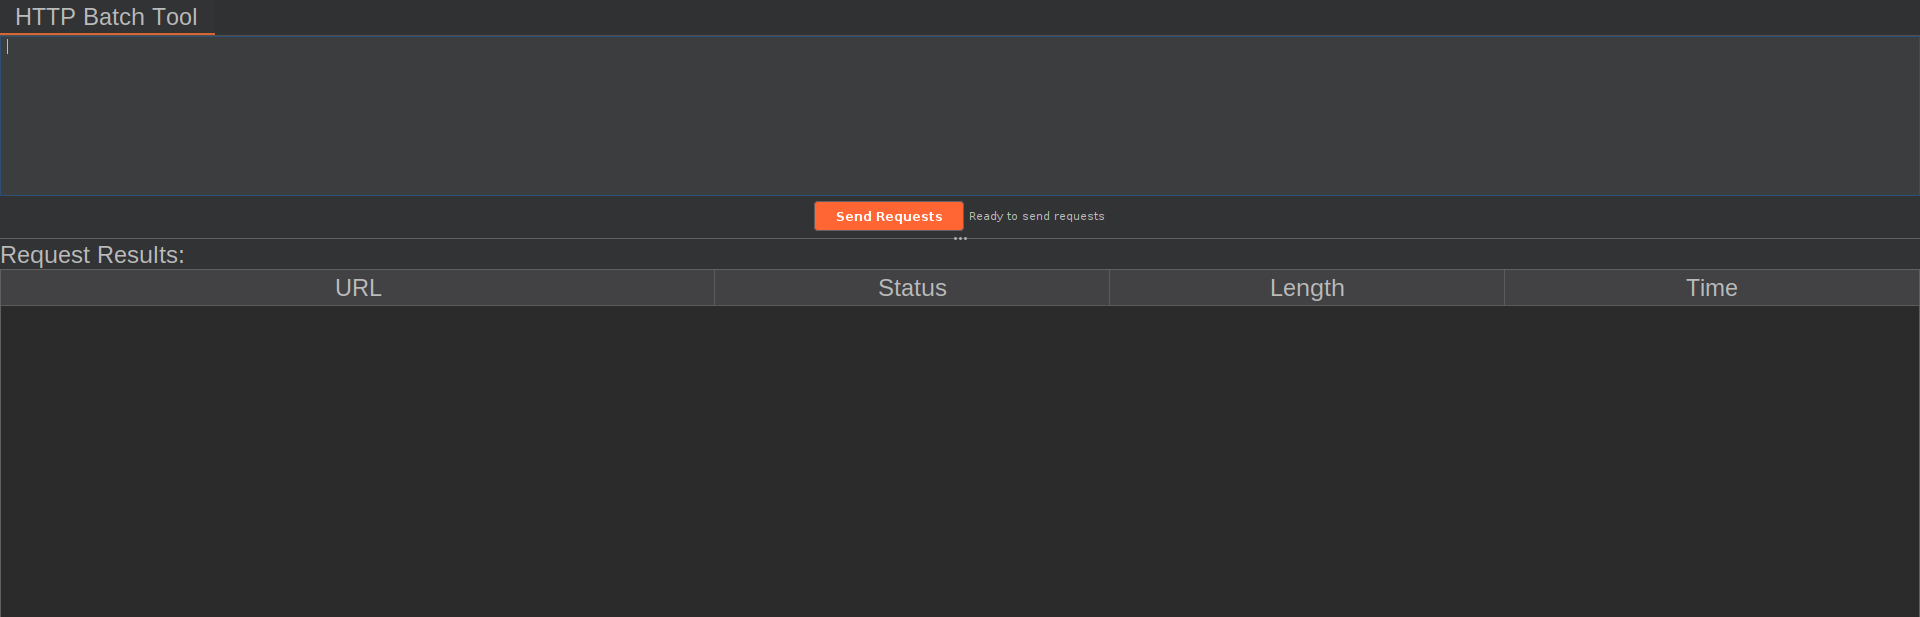 HTTP Batch Tool
Send Requests Ready to send requests
Request Results:
URL Status Length Time